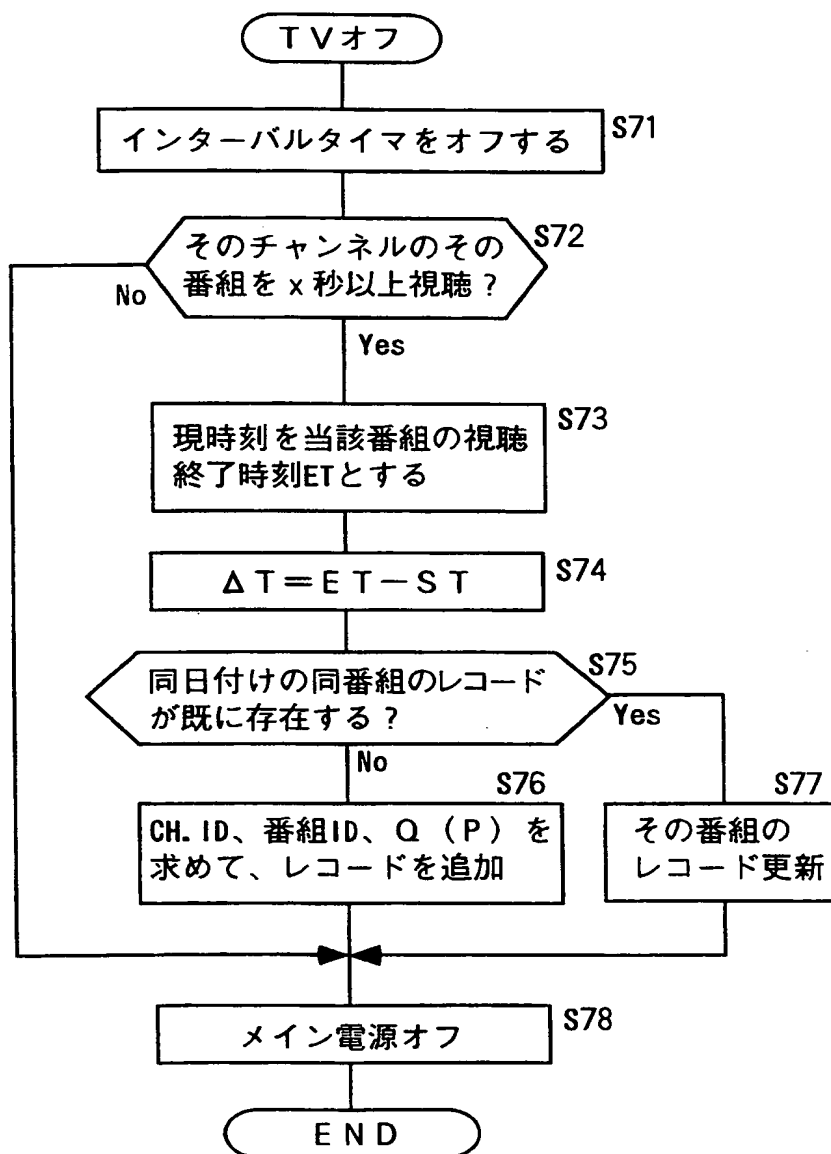 TVオフ
インターバルタイマをオフする
S71
そのチャンネルのその
番組をx秒以上視聴?
S72
No
Yes
現時刻を当該番組の視聴
終了時刻ETとする
S73
ΔT=ET-ST
S74
同日付けの同番組のレコード
が既に存在する?
S75
Yes
No
S76
CH.ID、番組ID、Q(P)を
求めて、レコードを追加
S77
その番組の
レコード更新
メイン電源オフ
S78
END